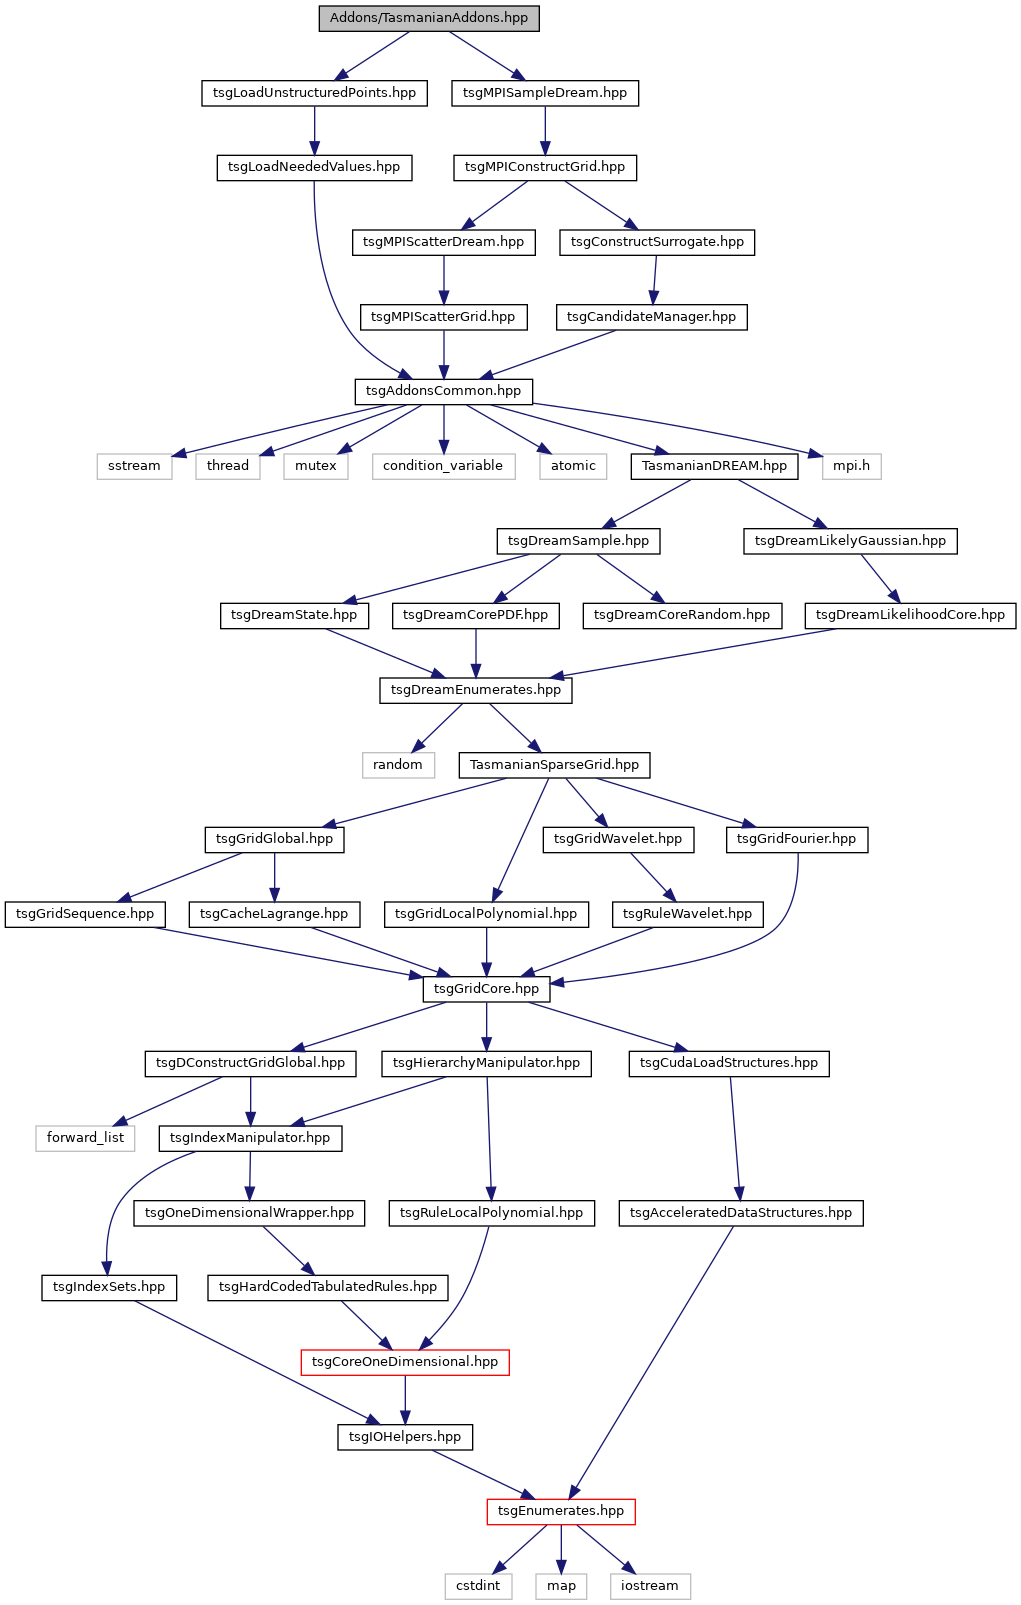 Addons/TasmanianAddons.hpp
tsgLoadUnstructuredPoints.hpp
tsgMPISampleDream.hpp
tsgLoadNeededValues.hpp
tsgMPIConstructGrid.hpp
tsgMPIScatterDream.hpp
tsgConstructSurrogate.hpp
tsgMPIScatterGrid.hpp
tsgCandidateManager.hpp
tsgAddonsCommon.hpp
sstream
thread
mutex
condition_variable
atomic
TasmanianDREAM.hpp
mpi.h
tsgDreamSample.hpp
tsgDreamLikelyGaussian.hpp
tsgDreamState.hpp
tsgDreamCorePDF.hpp
tsgDreamCoreRandom.hpp
tsgDreamLikelihoodCore.hpp
tsgDreamEnumerates.hpp
random
TasmanianSparseGrid.hpp
tsgGridGlobal.hpp
tsgGridWavelet.hpp
tsgGridFourier.hpp
tsgGridSequence.hpp
tsgCacheLagrange.hpp
tsgGridLocalPolynomial.hpp
tsgRuleWavelet.hpp
tsgGridCore.hpp
tsgDConstructGridGlobal.hpp
tsgHierarchyManipulator.hpp
tsgCudaLoadStructures.hpp
forward_list
tsgIndexManipulator.hpp
tsgOneDimensionalWrapper.hpp
tsgRuleLocalPolynomial.hpp
tsgAcceleratedDataStructures.hpp
tsgIndexSets.hpp
tsgHardCodedTabulatedRules.hpp
tsgCoreOneDimensional.hpp
tsgIOHelpers.hpp
tsgEnumerates.hpp
cstdint
map
iostream